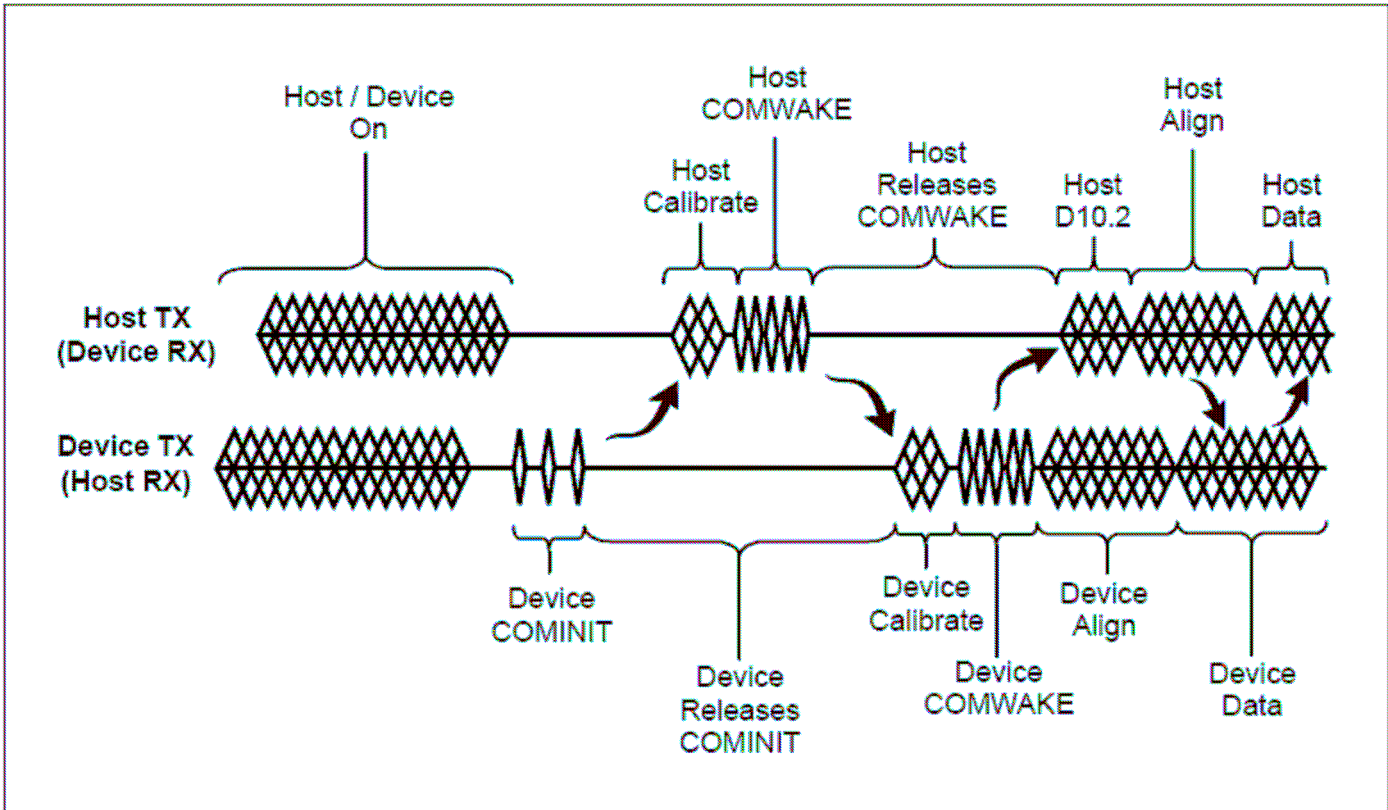 Host / Device
On
Host
COMWAKE
Host
Calibrate
Host
Releases
COMWAKE
Host
D10.2
Host
Align
Host
Data
Host TX
(Device RX)
Device TX
(Host RX)
Device
COMINIT
Device
Releases
COMINIT
Device
Calibrate
Device
COMWAKE
Device
Align
Device
Data